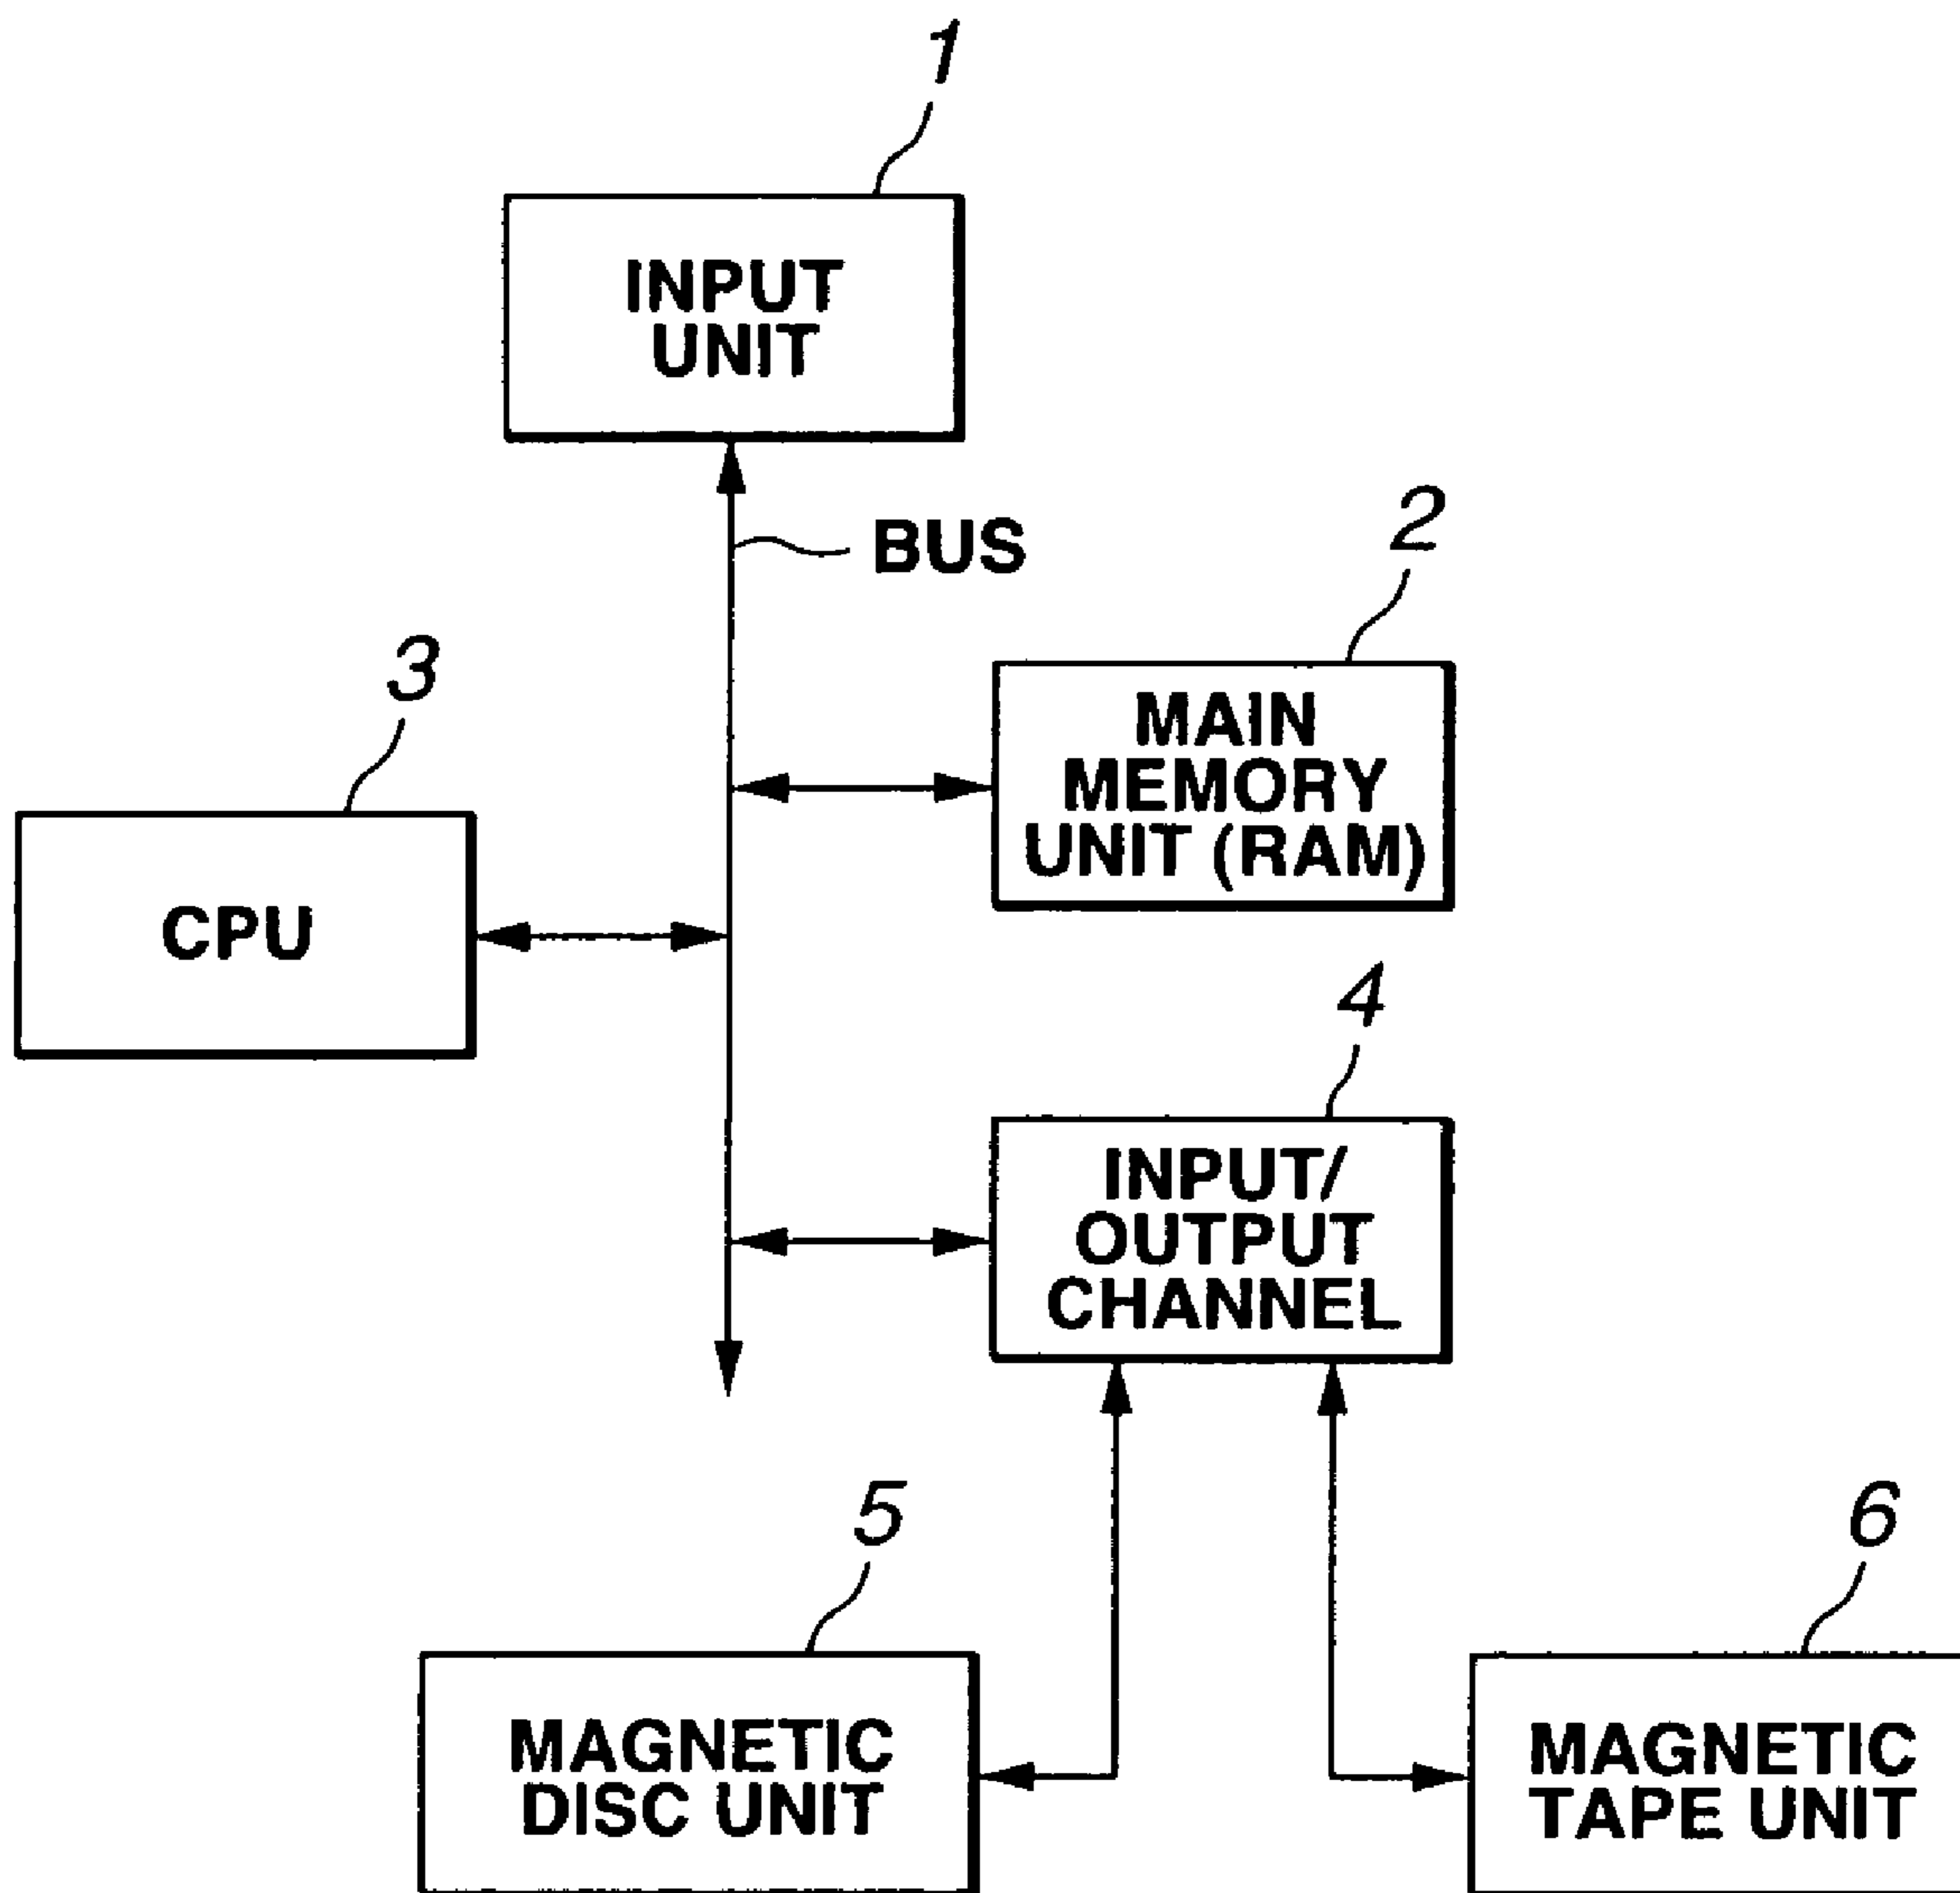 1
INPUT
UNIT
BUS
2
MAIN
MEMORY
UNIT (RAM)
3
CPU
4
INPUT/
OUTPUT
CHANNEL
5
MAGNETIC
DISC UNIT
6
MAGNETIC
TAPE UNIT